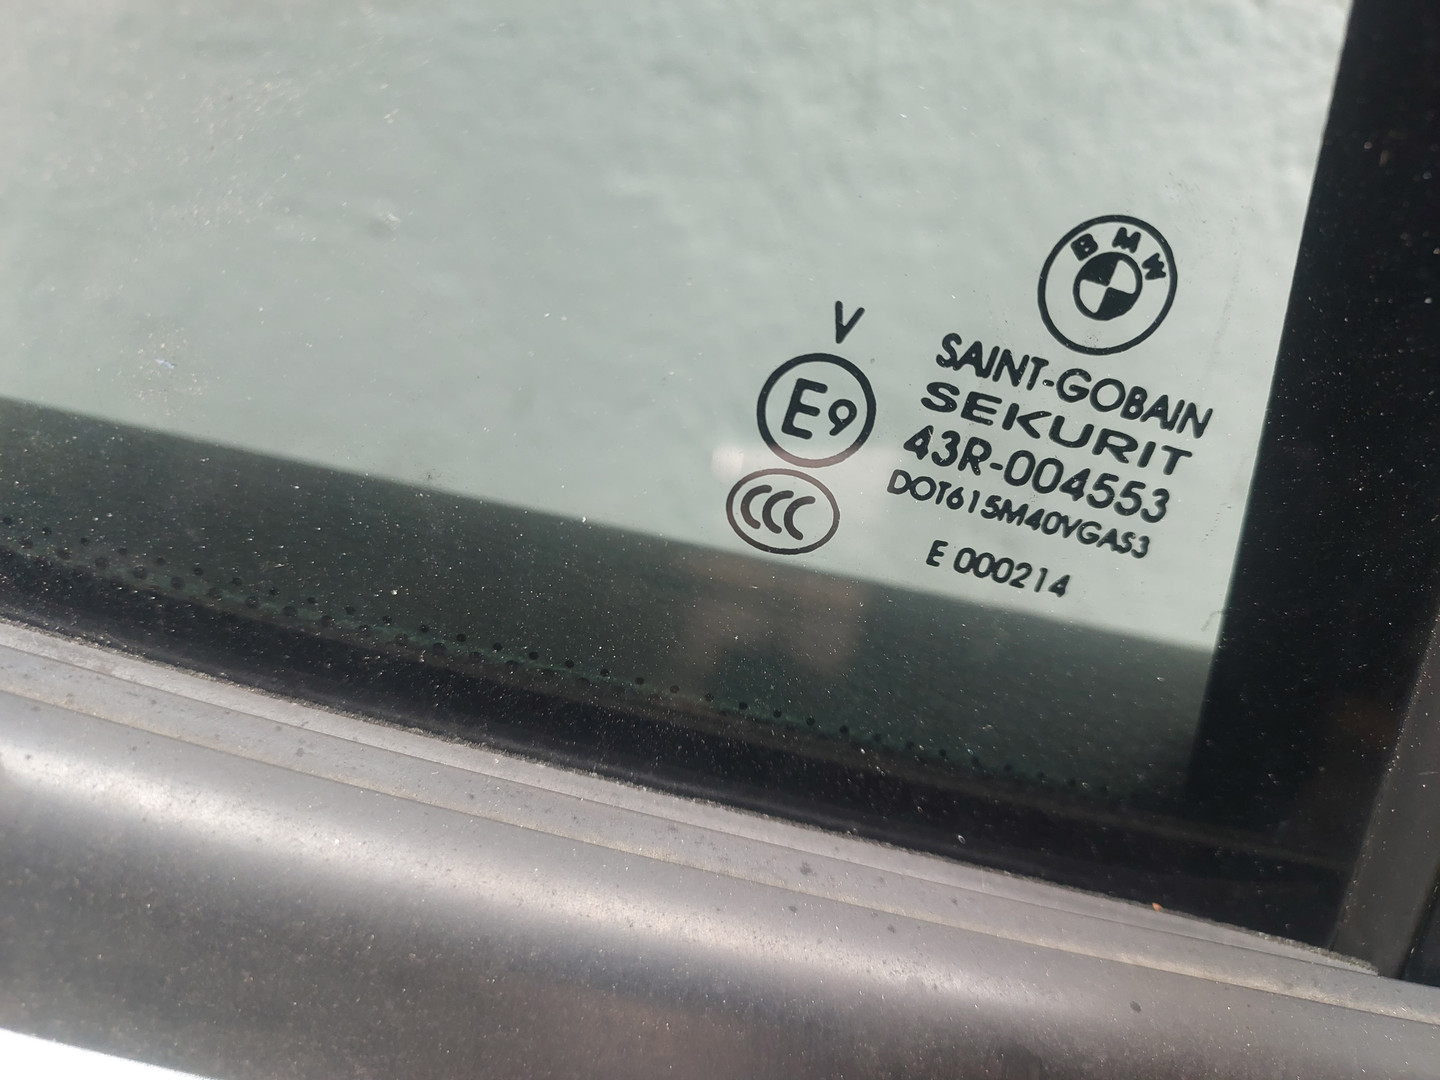 BMW
V
E9
CCC
SAINT-GOBAIN
SEKURIT
43R-004553
DOT615M40VGAS3
E 000214